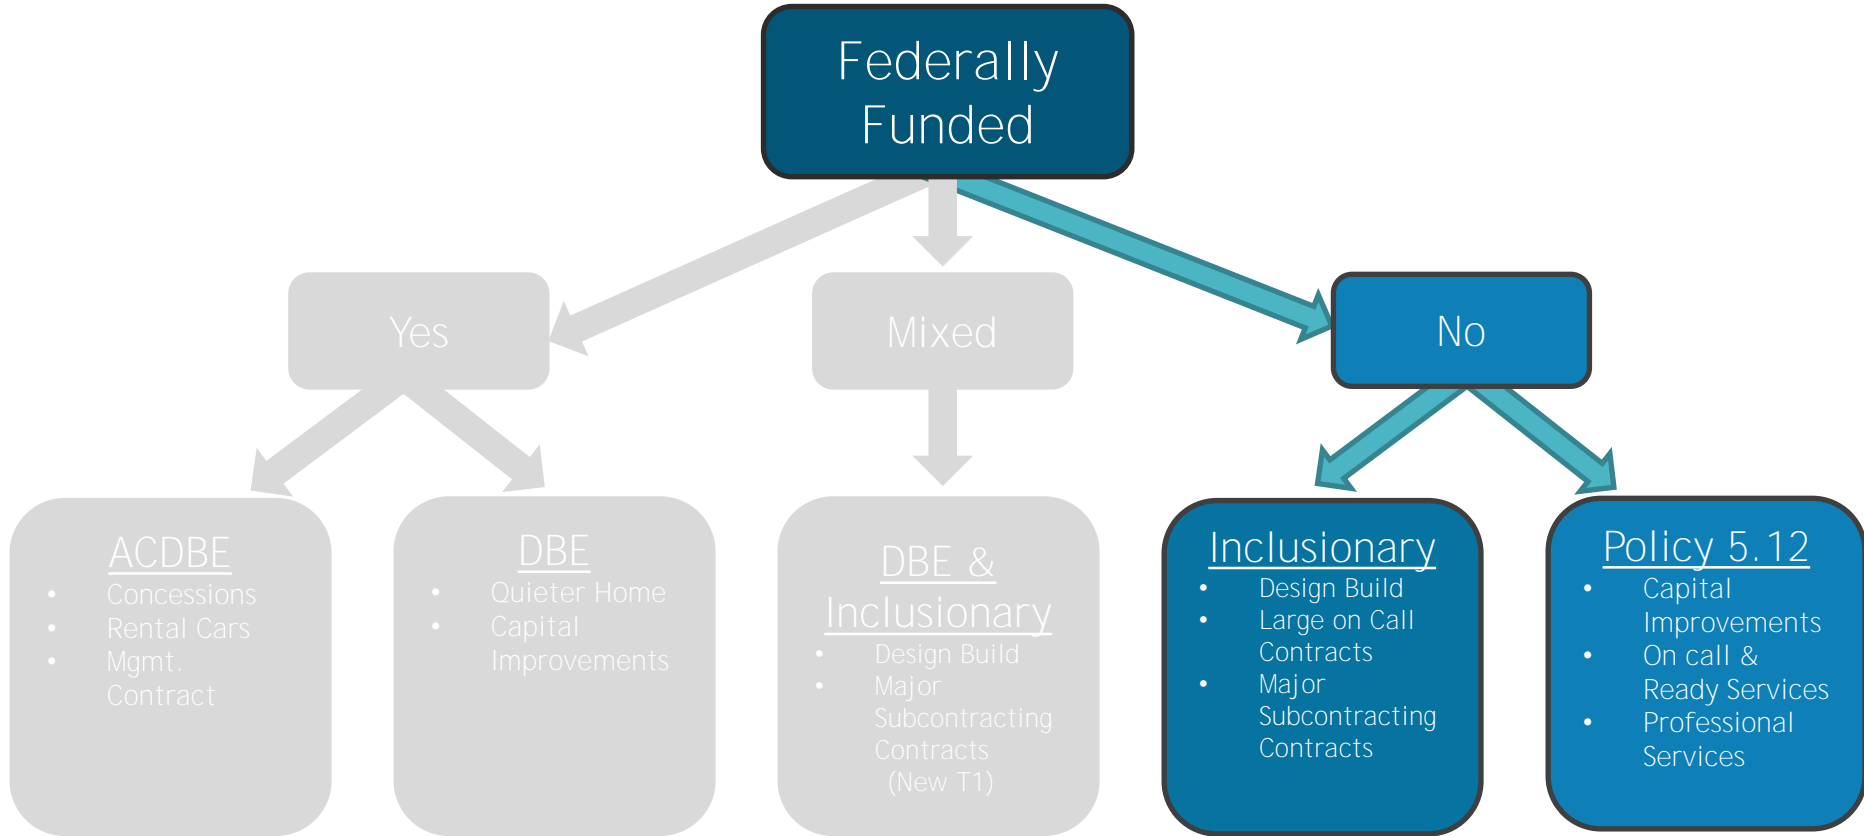 Federally
Funded
Yes
Mixed
No
ACDBE
• Concessions
• Rental Cars
• Mgmt.
Contract
DBE
• Quieter Home
• Capital
Improvements
DBE &
Inclusionary
• Design Build
• Major
Subcontracting
Contracts
(New T1)
Inclusionary
• Design Build
• Large on Call
Contracts
• Major
Subcontracting
Contracts
Policy 5.12
• Capital
Improvements
• On call &
Ready Services
• Professional
Services